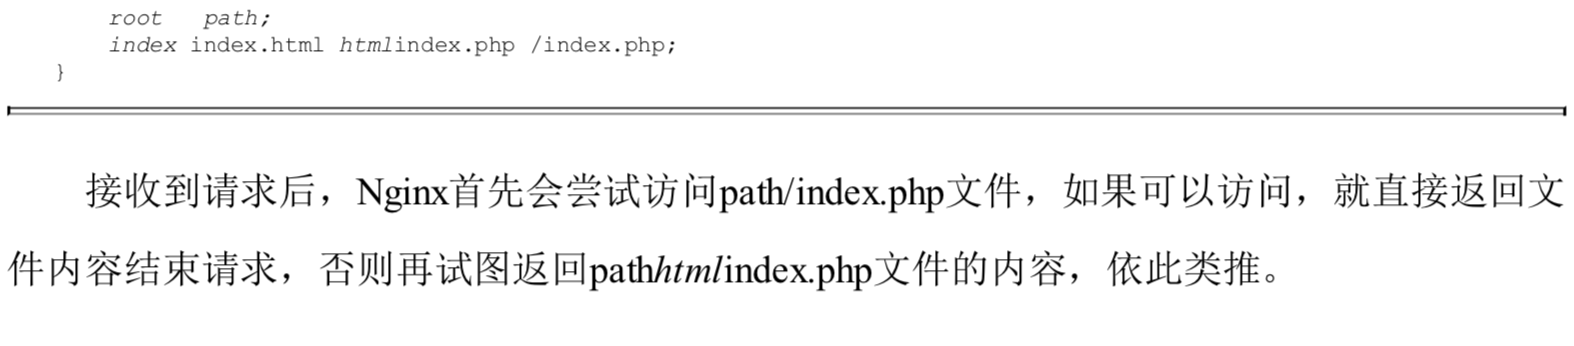 root   path;
index index.html htmlindex.php /index.php;
}
接收到请求后，Nginx首先会尝试访问path/index.php文件，如果可以访问，就直接返回文
件内容结束请求，否则再试图返回pathhtmlindex.php文件的内容，依此类推。